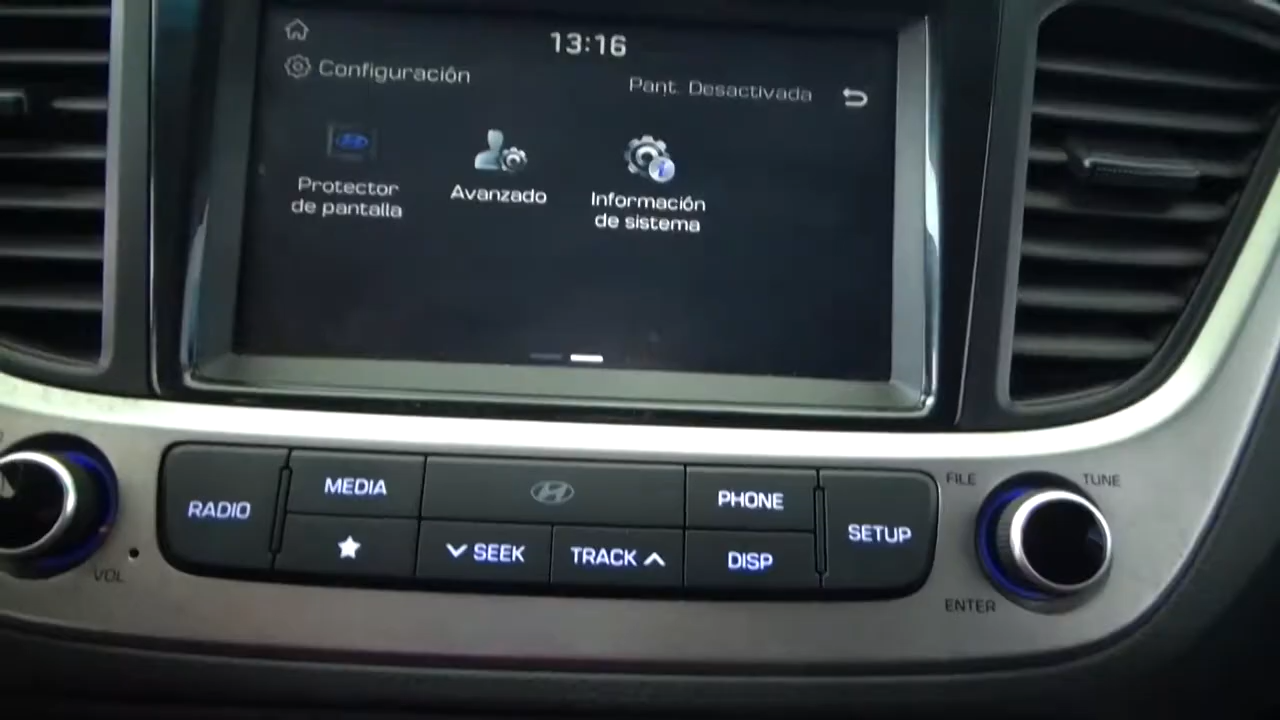 13:16
Configuración
Pant. Desactivada
Protector
de pantalla
Avanzado
Información
de sistema
RADIO
MEDIA
PHONE
SETUP
SEEK
TRACK
DISP
VOL
FILE
TUNE
ENTER